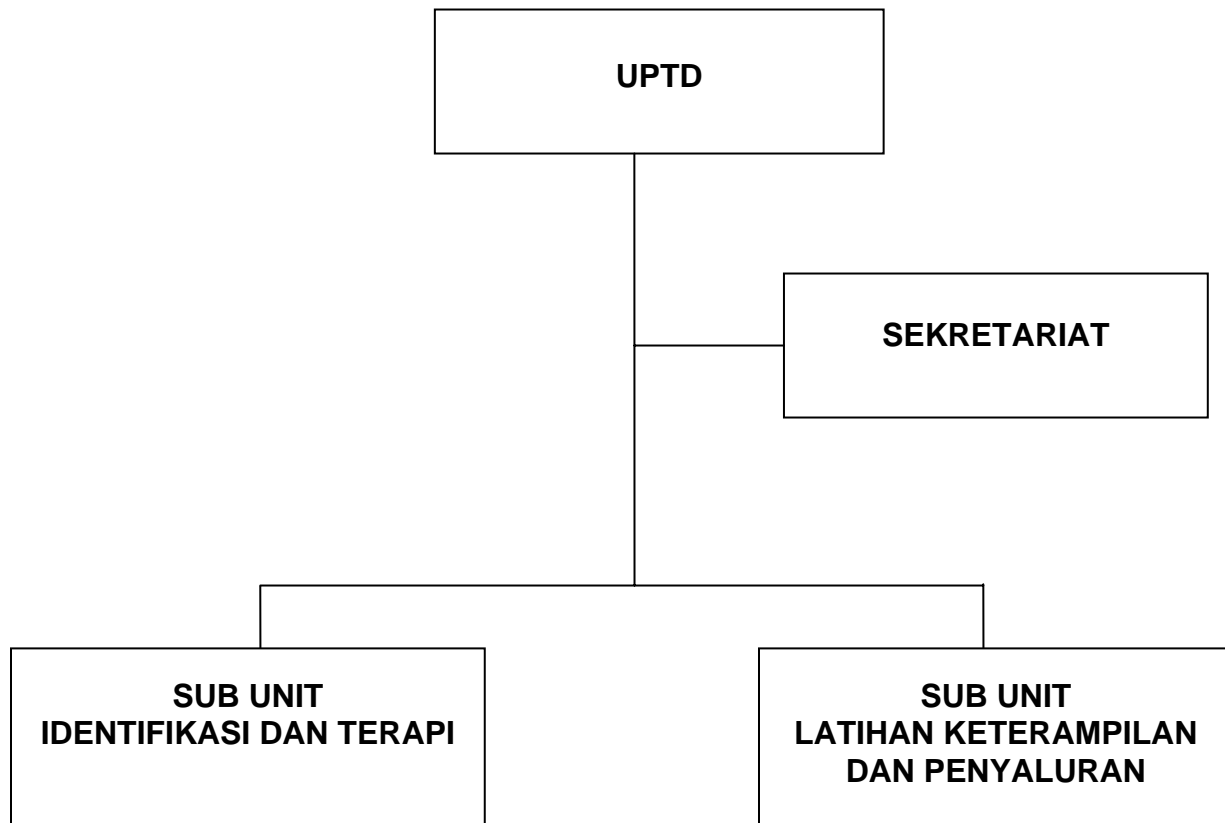 UPTD
SEKRETARIAT
SUB UNIT
IDENTIFIKASI DAN TERAPI
SUB UNIT
LATIHAN KETERAMPILAN
DAN PENYALURAN